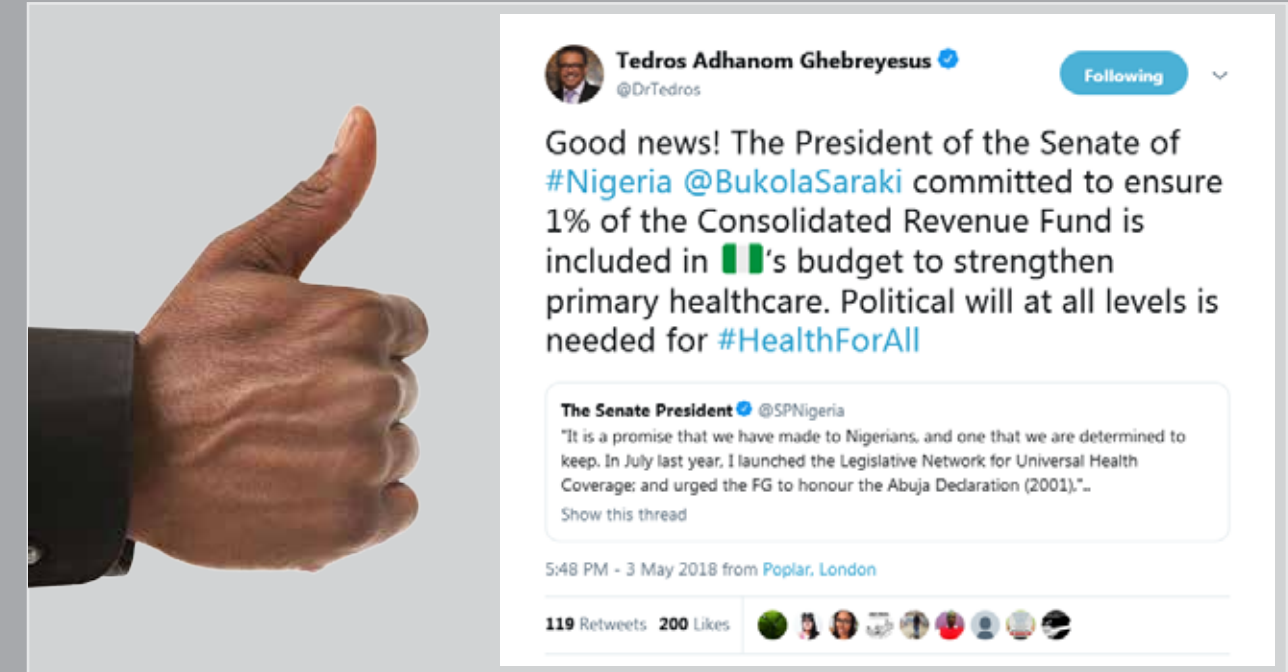 Tedros Adhanom Ghebreyesus
@DrTedros
Following
Good news! The President of the Senate of
#Nigeria @BukolaSaraki committed to ensure
1% of the Consolidated Revenue Fund is
included in 🇳🇬's budget to strengthen
primary healthcare. Political will at all levels is
needed for #HealthForAll
The Senate President @SPNigeria
"It is a promise that we have made to Nigerians, and one that we are determined to
keep. In July last year, I launched the Legislative Network for Universal Health
Coverage; and urged the FG to honour the Abuja Declaration (2001)."..
Show this thread
5:48 PM - 3 May 2018 from Poplar, London
119 Retweets 200 Likes